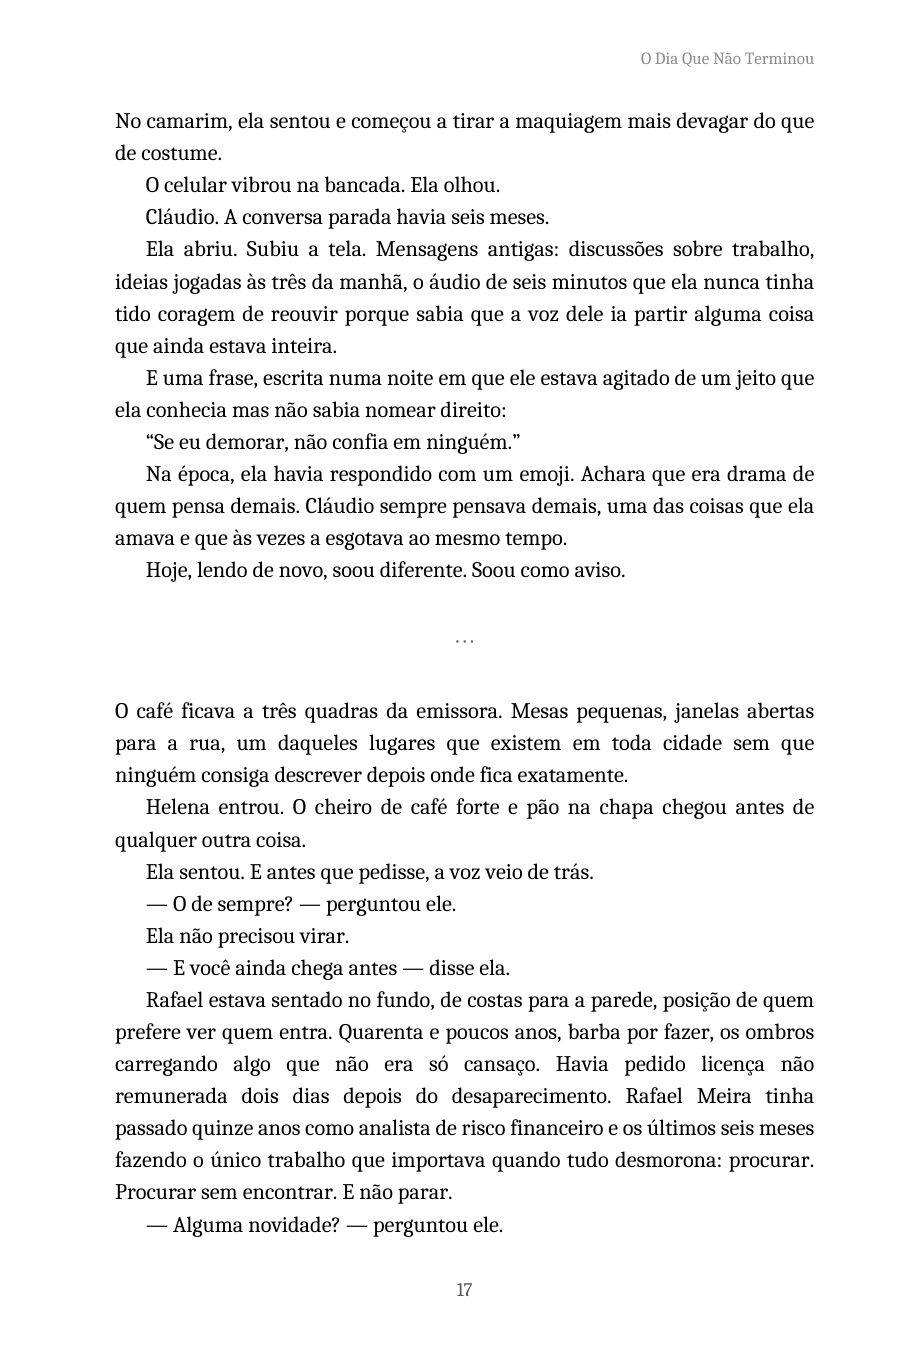 O Dia Que Não Terminou
No camarim, ela sentou e começou a tirar a maquiagem mais devagar do que
de costume.
O celular vibrou na bancada. Ela olhou.
Cláudio. A conversa parada havia seis meses.
Ela abriu. Subiu a tela. Mensagens antigas: discussões sobre trabalho,
ideias jogadas às três da manhã, o áudio de seis minutos que ela nunca tinha
tido coragem de reouvir porque sabia que a voz dele ia partir alguma coisa
que ainda estava inteira.
E uma frase, escrita numa noite em que ele estava agitado de um jeito que
ela conhecia mas não sabia nomear direito:
“Se eu demorar, não confia em ninguém.”
Na época, ela havia respondido com um emoji. Achara que era drama de
quem pensa demais. Cláudio sempre pensava demais, uma das coisas que ela
amava e que às vezes a esgotava ao mesmo tempo.
Hoje, lendo de novo, soou diferente. Soou como aviso.
...
O café ficava a três quadras da emissora. Mesas pequenas, janelas abertas
para a rua, um daqueles lugares que existem em toda cidade sem que
ninguém consiga descrever depois onde fica exatamente.
Helena entrou. O cheiro de café forte e pão na chapa chegou antes de
qualquer outra coisa.
Ela sentou. E antes que pedisse, a voz veio de trás.
— O de sempre? — perguntou ele.
Ela não precisou virar.
— E você ainda chega antes — disse ela.
Rafael estava sentado no fundo, de costas para a parede, posição de quem
prefere ver quem entra. Quarenta e poucos anos, barba por fazer, os ombros
carregando algo que não era só cansaço. Havia pedido licença não
remunerada dois dias depois do desaparecimento. Rafael Meira tinha
passado quinze anos como analista de risco financeiro e os últimos seis meses
fazendo o único trabalho que importava quando tudo desmorona: procurar.
Procurar sem encontrar. E não parar.
— Alguma novidade? — perguntou ele.
17